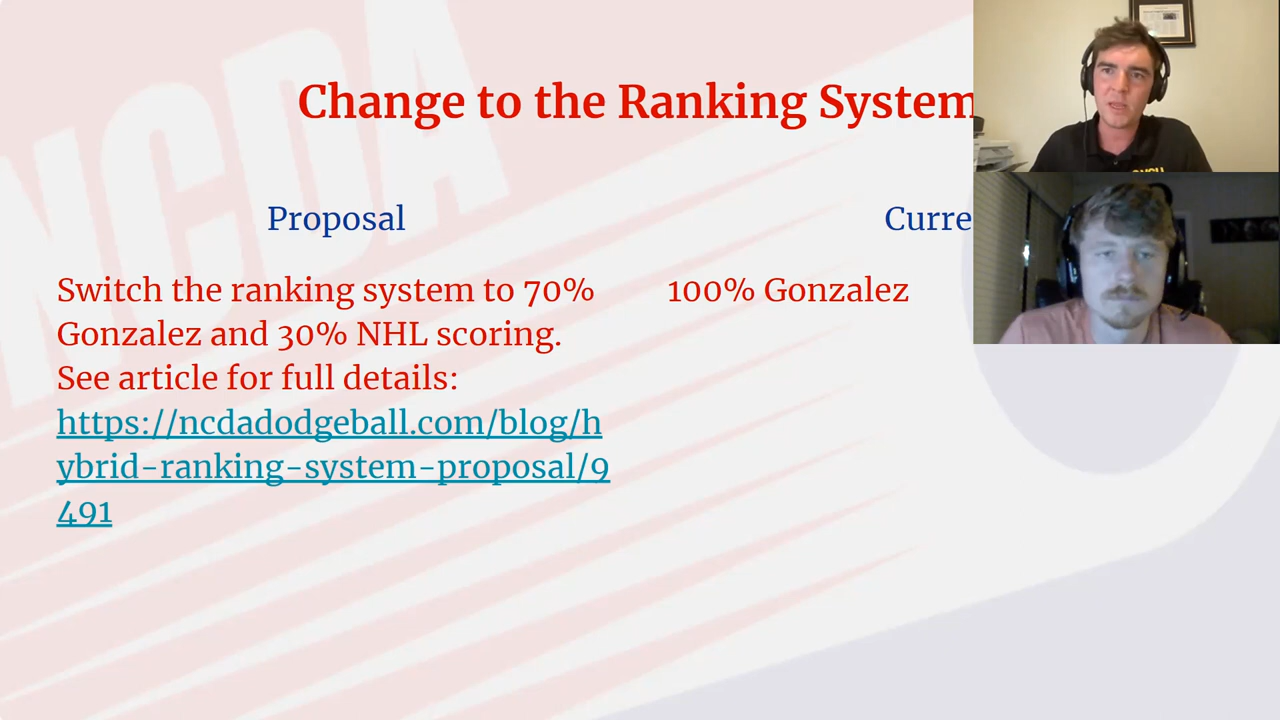 NCDA
Change to the Ranking System
Proposal
Curre
Switch the ranking system to 70%
Gonzalez and 30% NHL scoring.
See article for full details:
https://ncdadodgeball.com/blog/h
ybrid-ranking-system-proposal/9
491
100% Gonzalez